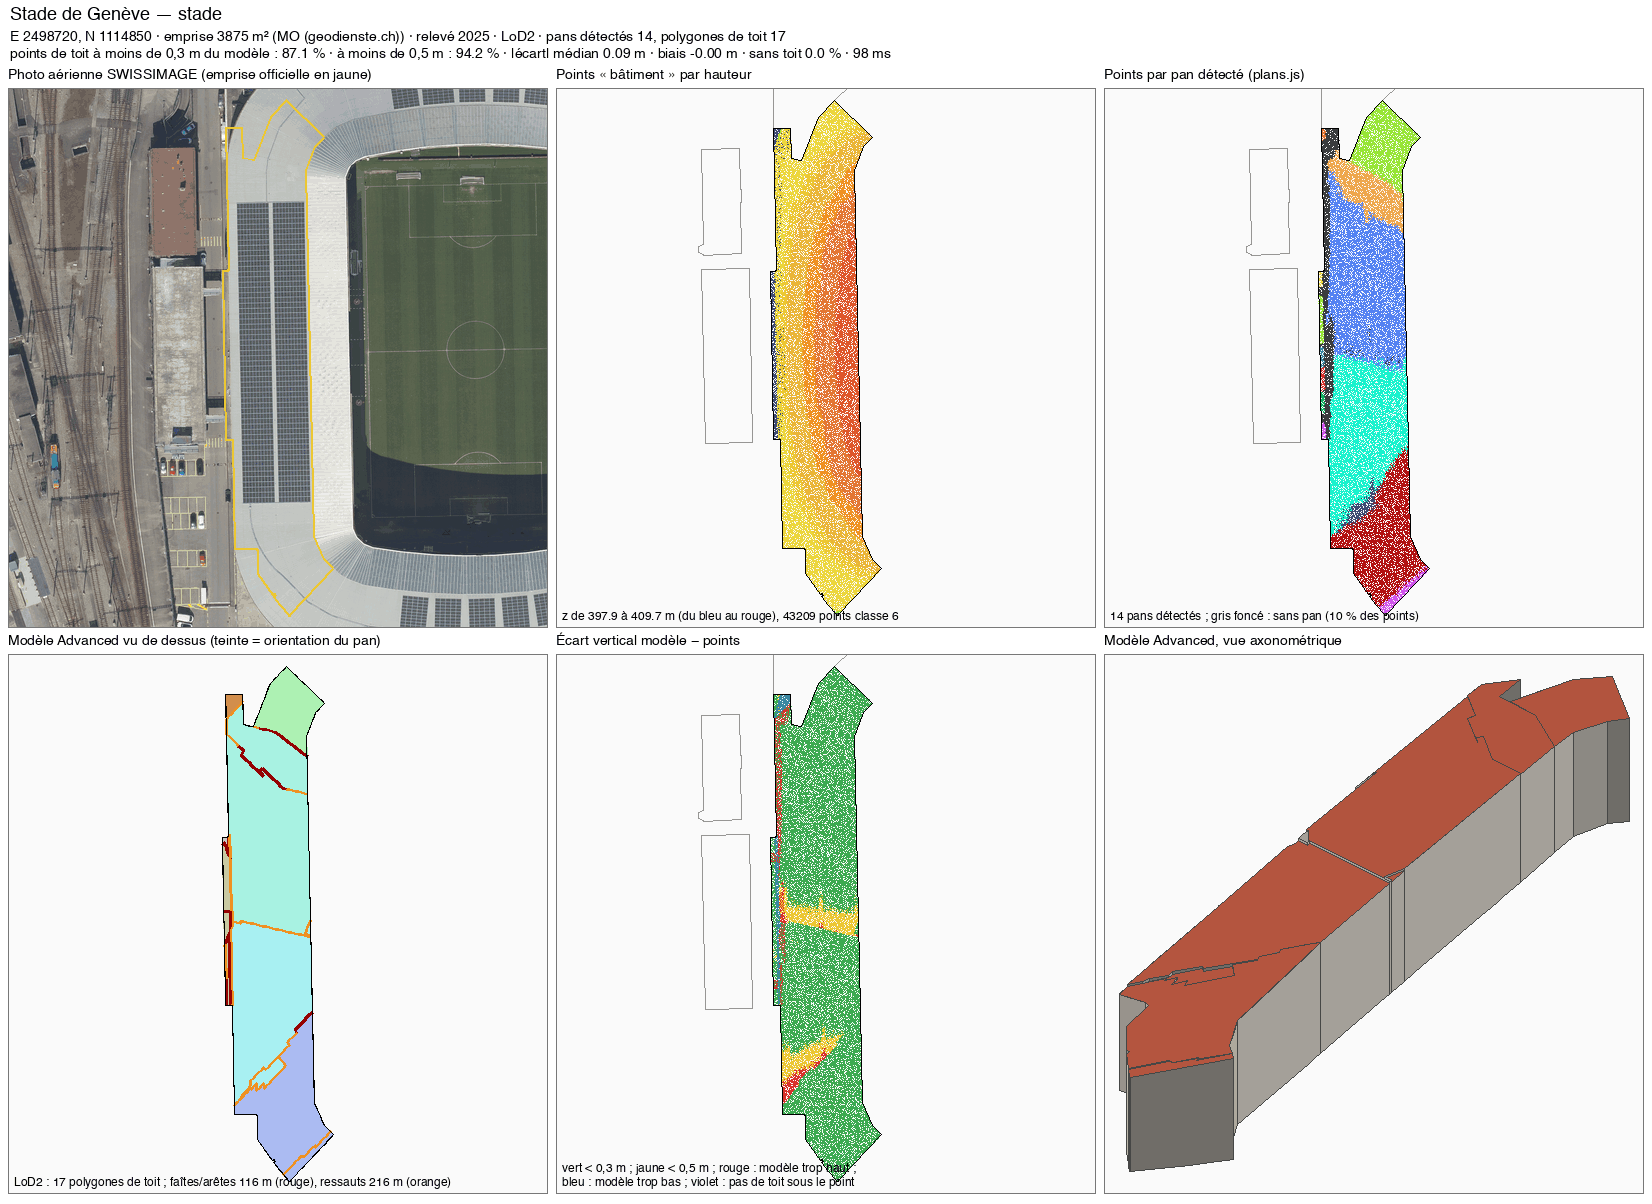 Stade de Genève — stade
E 2498720, N 1114850 · emprise 3875 m² (MO (geodienste.ch)) · relevé 2025 · LoD2 · pans détectés 14, polygones de toit 17
points de toit à moins de 0,3 m du modèle : 87.1 % · à moins de 0,5 m : 94.2 % · lécartl médian 0.09 m · biais -0.00 m · sans toit 0.0 % · 98 ms
Photo aérienne SWISSIMAGE (emprise officielle en jaune)
Points « bâtiment » par hauteur
Points par pan détecté (plans.js)
z de 397.9 à 409.7 m (du bleu au rouge), 43209 points classe 6
14 pans détectés ; gris foncé : sans pan (10 % des points)
Modèle Advanced vu de dessus (teinte = orientation du pan)
Écart vertical modèle – points
Modèle Advanced, vue axonométrique
LoD2 : 17 polygones de toit ; faîtes/arêtes 116 m (rouge), ressauts 216 m (orange)
vert < 0,3 m ; jaune < 0,5 m ; rouge : modèle trop haut ;
bleu : modèle trop bas ; violet : pas de toit sous le point